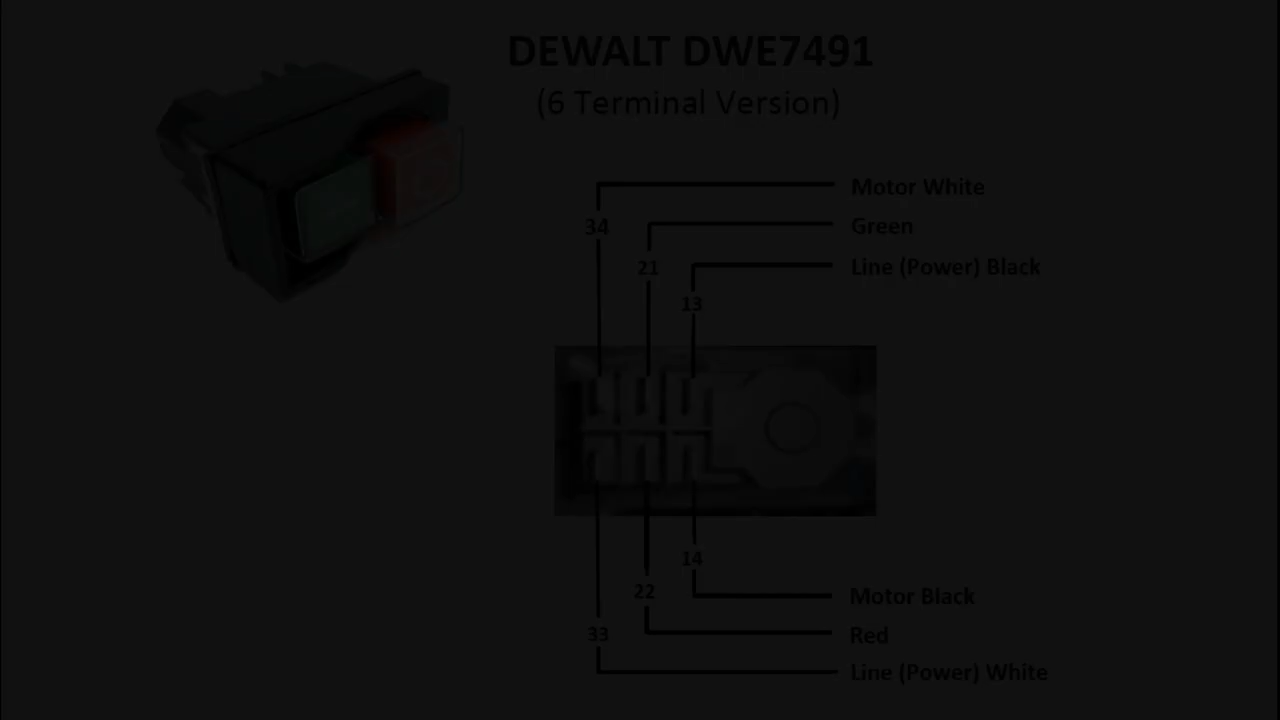 DEWALT DWE7491
(6 Terminal Version)
Motor White
34
Green
21
Line (Power) Black
13
14
Motor Black
22
Red
33
Line (Power) White